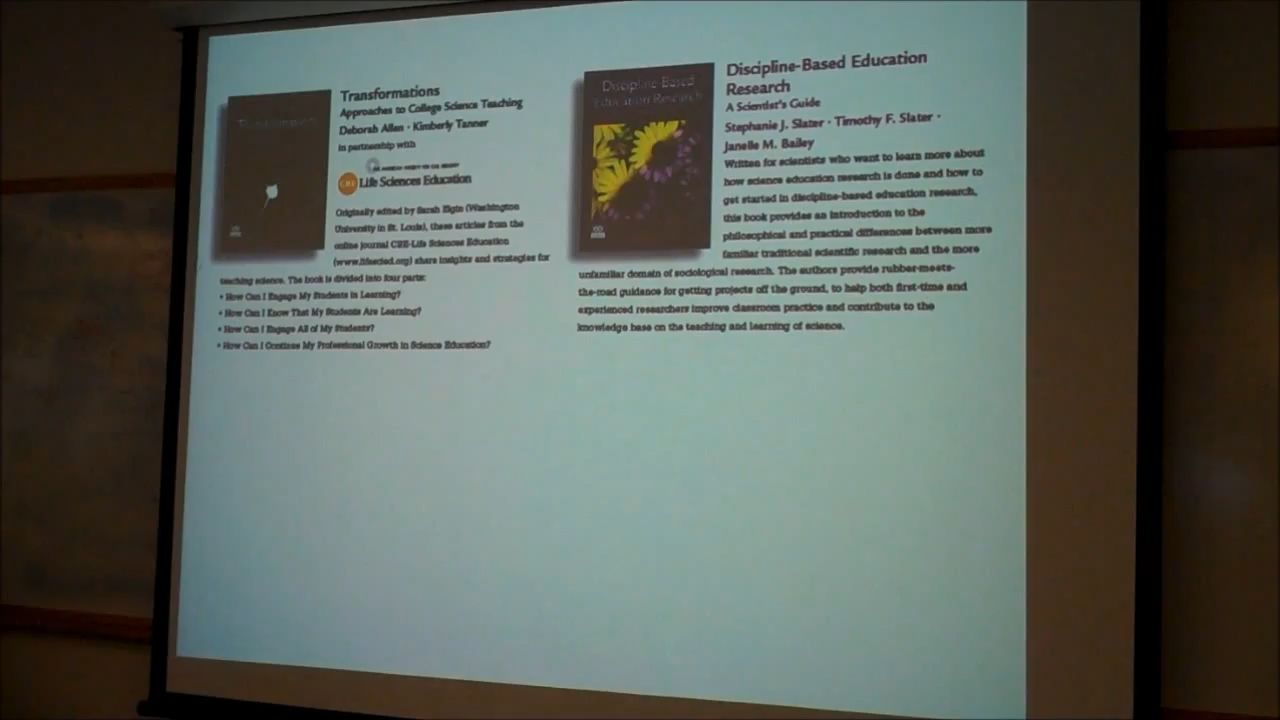 Transformations
Transformations
Approaches to College Science Teaching
Deborah Allen • Kimberly Tanner
in partnership with
CBE Life Sciences Education
Originally edited by Sarah Elgin (Washington
University in St. Louis), these articles from the
online journal CBE-Life Sciences Education
(www.lifescied.org) share insights and strategies for
teaching science. The book is divided into four parts:
• How Can I Engage My Students in Learning?
• How Can I Know That My Students Are Learning?
• How Can I Engage All of My Students?
• How Can I Continue My Professional Growth in Science Education?
Discipline-Based
Education Research
Discipline-Based Education
Research
A Scientist's Guide
Stephanie J. Slater • Timothy F. Slater •
Janelle M. Bailey
Written for scientists who want to learn more about
how science education research is done and how to
get started in discipline-based education research,
this book provides an introduction to the
philosophical and practical differences between more
familiar traditional scientific research and the more
unfamiliar domain of sociological research. The authors provide rubber-meets-
the-road guidance for getting projects off the ground, to help both first-time and
experienced researchers improve classroom practice and contribute to the
knowledge base on the teaching and learning of science.